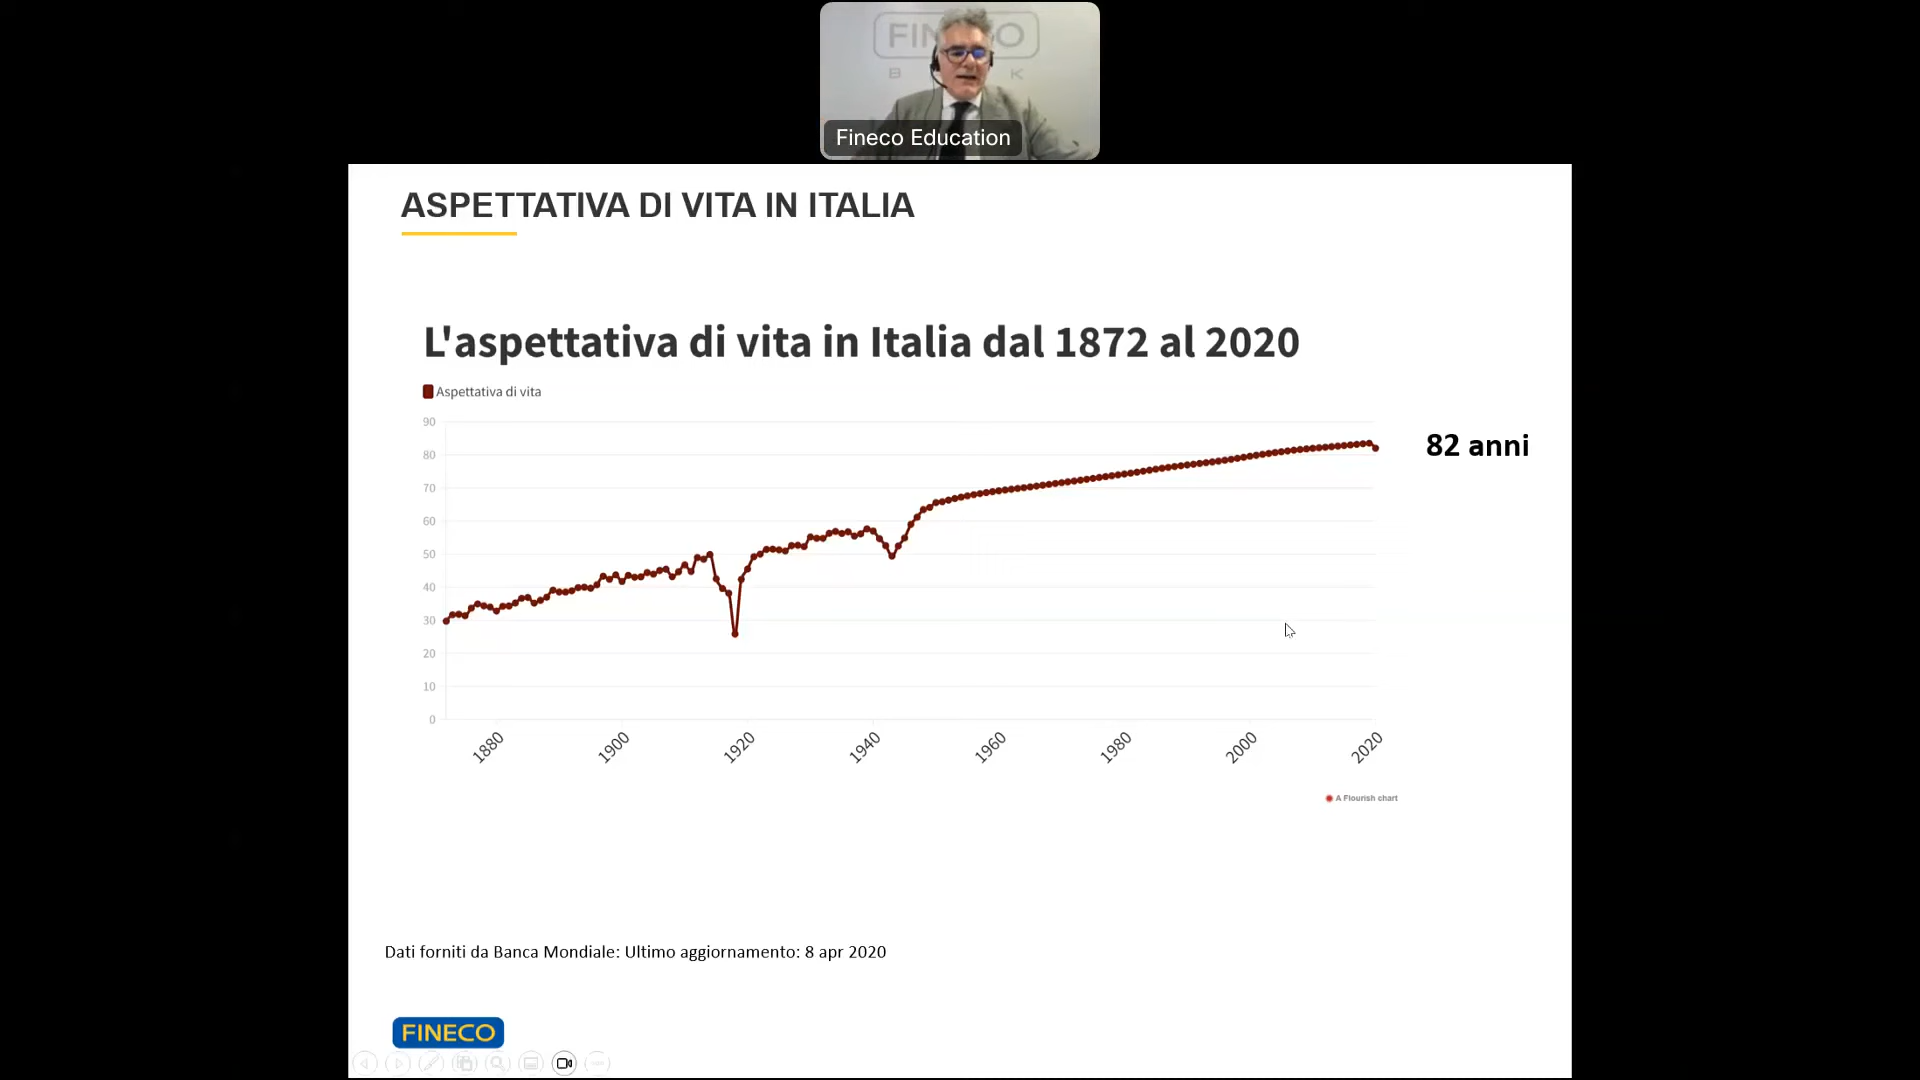 FINECO
B K
Fineco Education
ASPETTATIVA DI VITA IN ITALIA
L'aspettativa di vita in Italia dal 1872 al 2020
Aspettativa di vita
90
80
70
60
50
40
30
20
10
0
82 anni
1880
1900
1920
1940
1960
1980
2000
2020
A Flourish chart
Dati forniti da Banca Mondiale: Ultimo aggiornamento: 8 apr 2020
FINECO